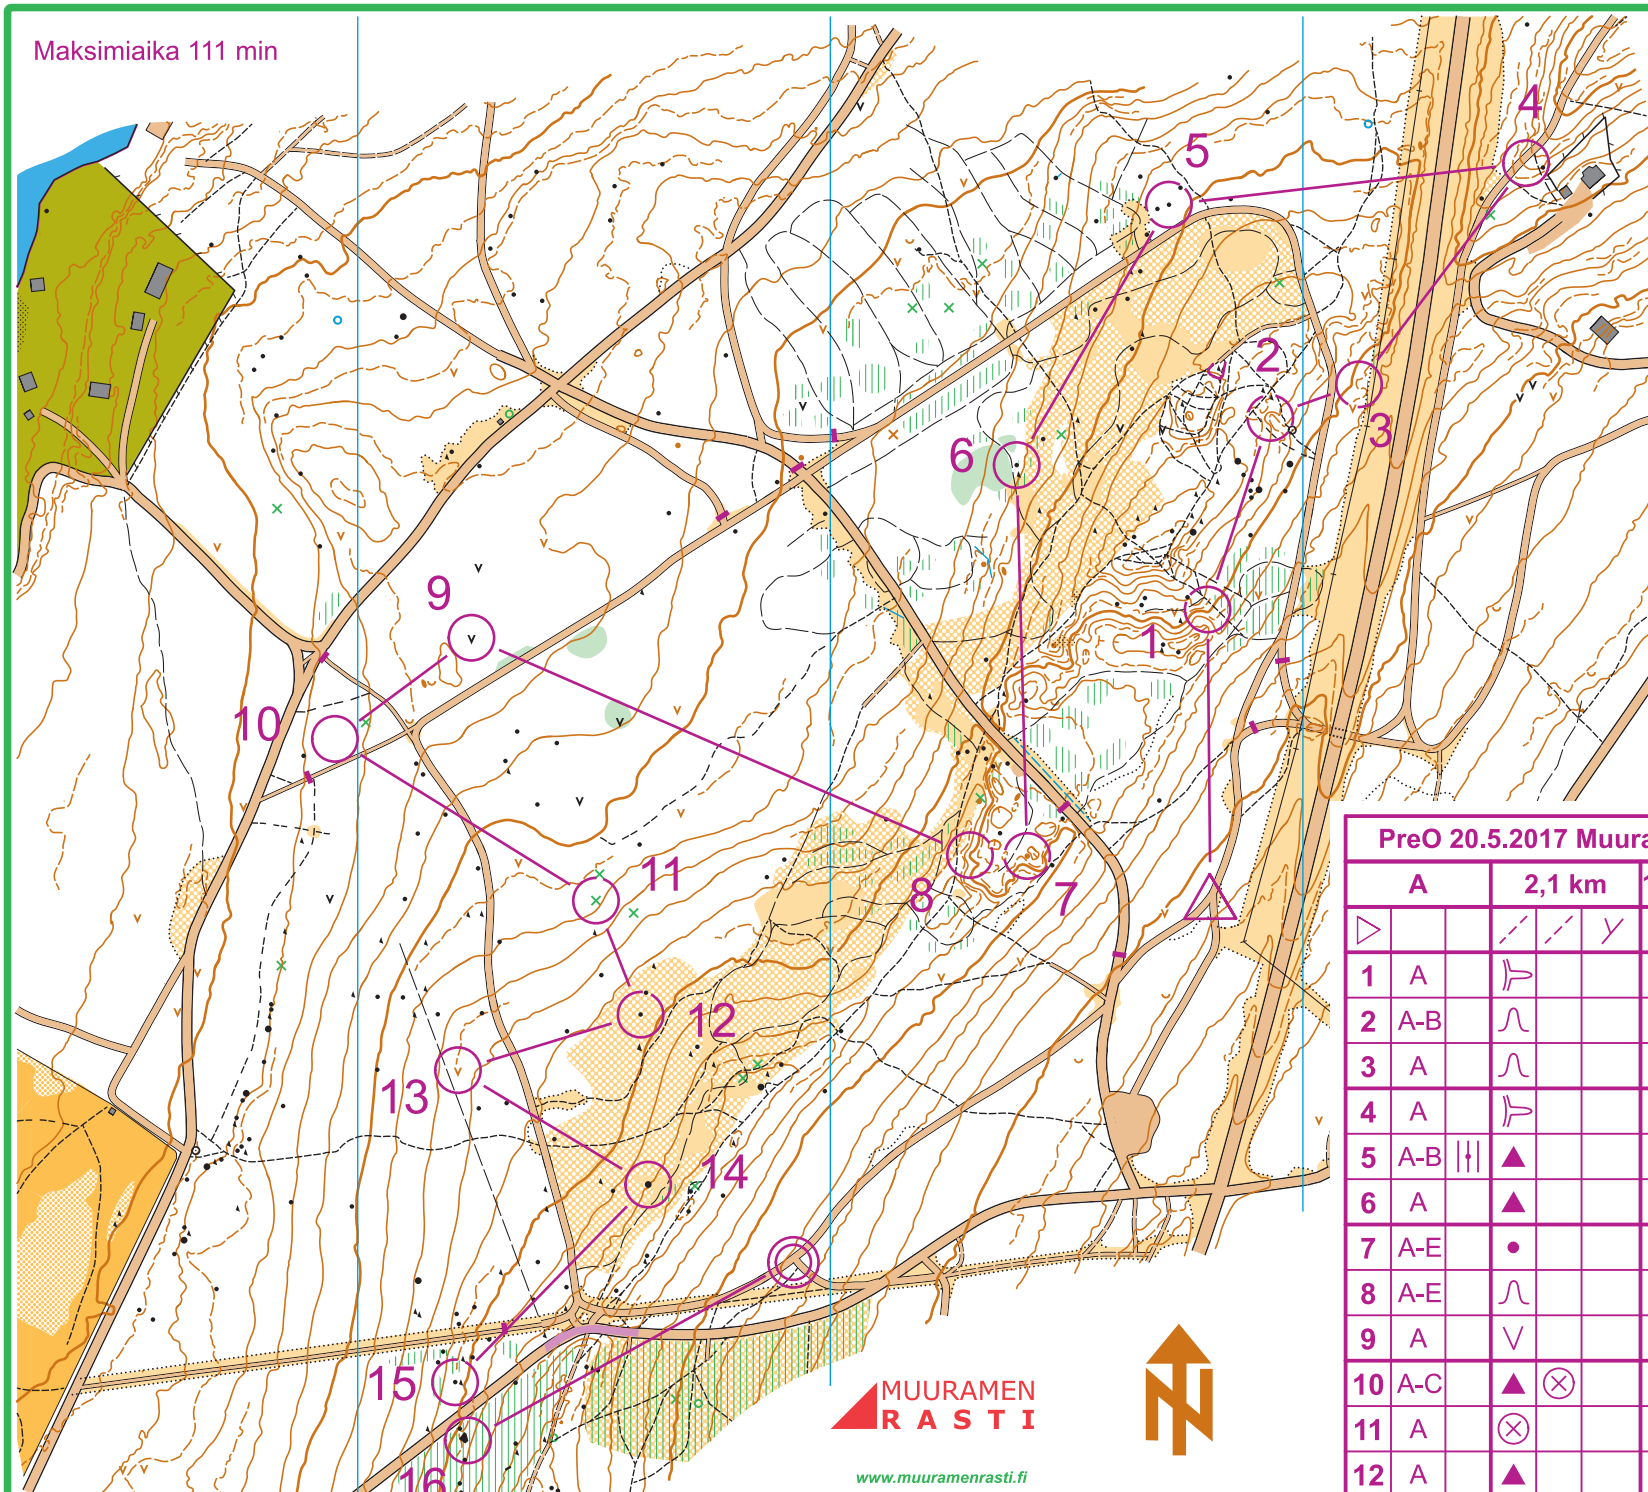 Maksimiaika 111 min
4
5
2
3
6
1
9
10
11
8
7
12
13
14
15
16
PreO 20.5.2017 Muura
A 2,1 km 1
1 A
2 A-B
3 A
4 A
5 A-B
6 A
7 A-E
8 A-E
9 A
10 A-C
11 A
12 A
MUURAMEN
RASTI
www.muuramenrasti.fi
N